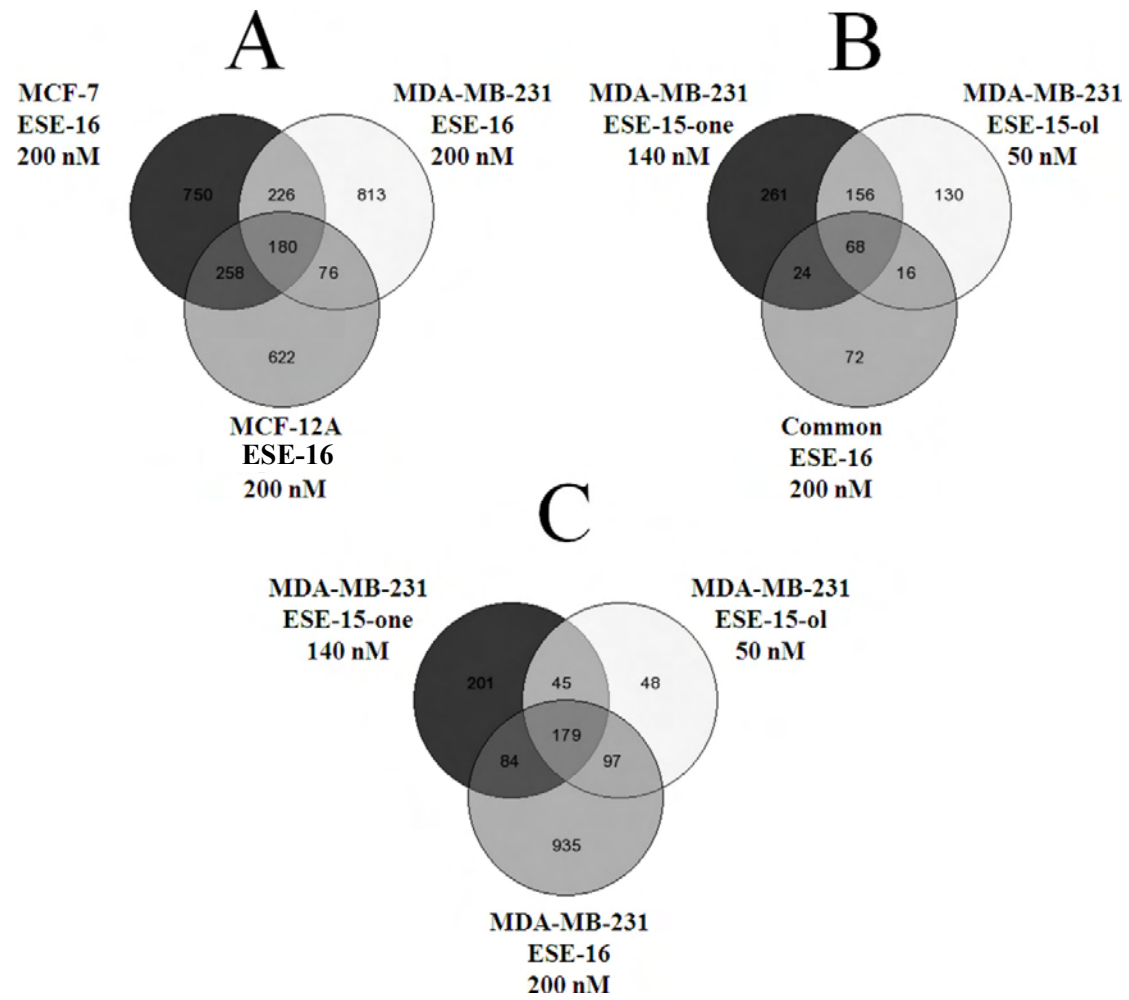 A
MCF-7
ESE-16
200 nM
MDA-MB-231
ESE-16
200 nM
750
226
813
180
258
76
622
MCF-12A
ESE-16
200 nM
B
MDA-MB-231
ESE-15-one
140 nM
MDA-MB-231
ESE-15-ol
50 nM
261
156
130
68
24
16
72
Common
ESE-16
200 nM
C
MDA-MB-231
ESE-15-one
140 nM
MDA-MB-231
ESE-15-ol
50 nM
201
45
48
179
84
97
935
MDA-MB-231
ESE-16
200 nM